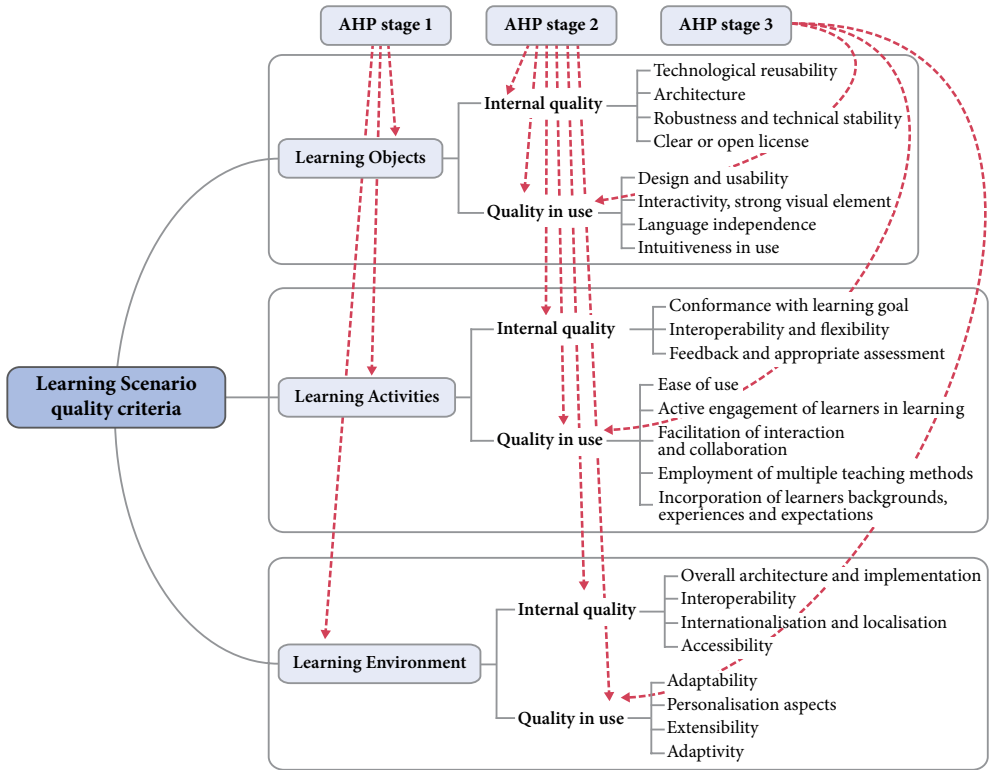 AHP stage 1
AHP stage 2
AHP stage 3
Learning Scenario
quality criteria
Learning Objects
Internal quality
Technological reusability
Architecture
Robustness and technical stability
Clear or open license
Quality in use
Design and usability
Interactivity, strong visual element
Language independence
Intuitiveness in use
Learning Activities
Internal quality
Conformance with learning goal
Interoperability and flexibility
Feedback and appropriate assessment
Quality in use
Ease of use
Active engagement of learners in learning
Facilitation of interaction
and collaboration
Employment of multiple teaching methods
Incorporation of learners backgrounds,
experiences and expectations
Learning Environment
Internal quality
Overall architecture and implementation
Interoperability
Internationalisation and localisation
Accessibility
Quality in use
Adaptability
Personalisation aspects
Extensibility
Adaptivity